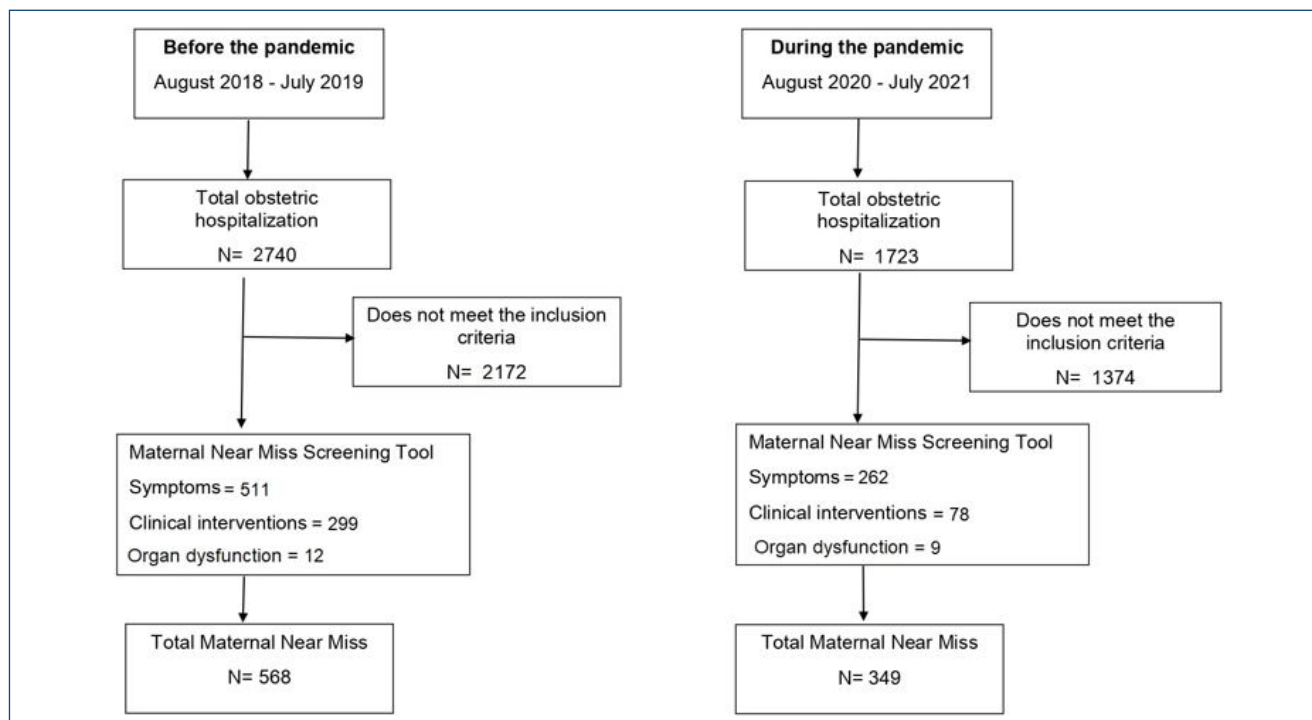 Before the pandemic
August 2018 - July 2019
Total obstetric
hospitalization
N= 2740
Does not meet the inclusion
criteria
N= 2172
Maternal Near Miss Screening Tool
Symptoms = 511
Clinical interventions = 299
Organ dysfunction = 12
Total Maternal Near Miss
N= 568
During the pandemic
August 2020 - July 2021
Total obstetric
hospitalization
N= 1723
Does not meet the
inclusion criteria
N= 1374
Maternal Near Miss Screening Tool
Symptoms = 262
Clinical interventions = 78
Organ dysfunction = 9
Total Maternal Near Miss
N= 349